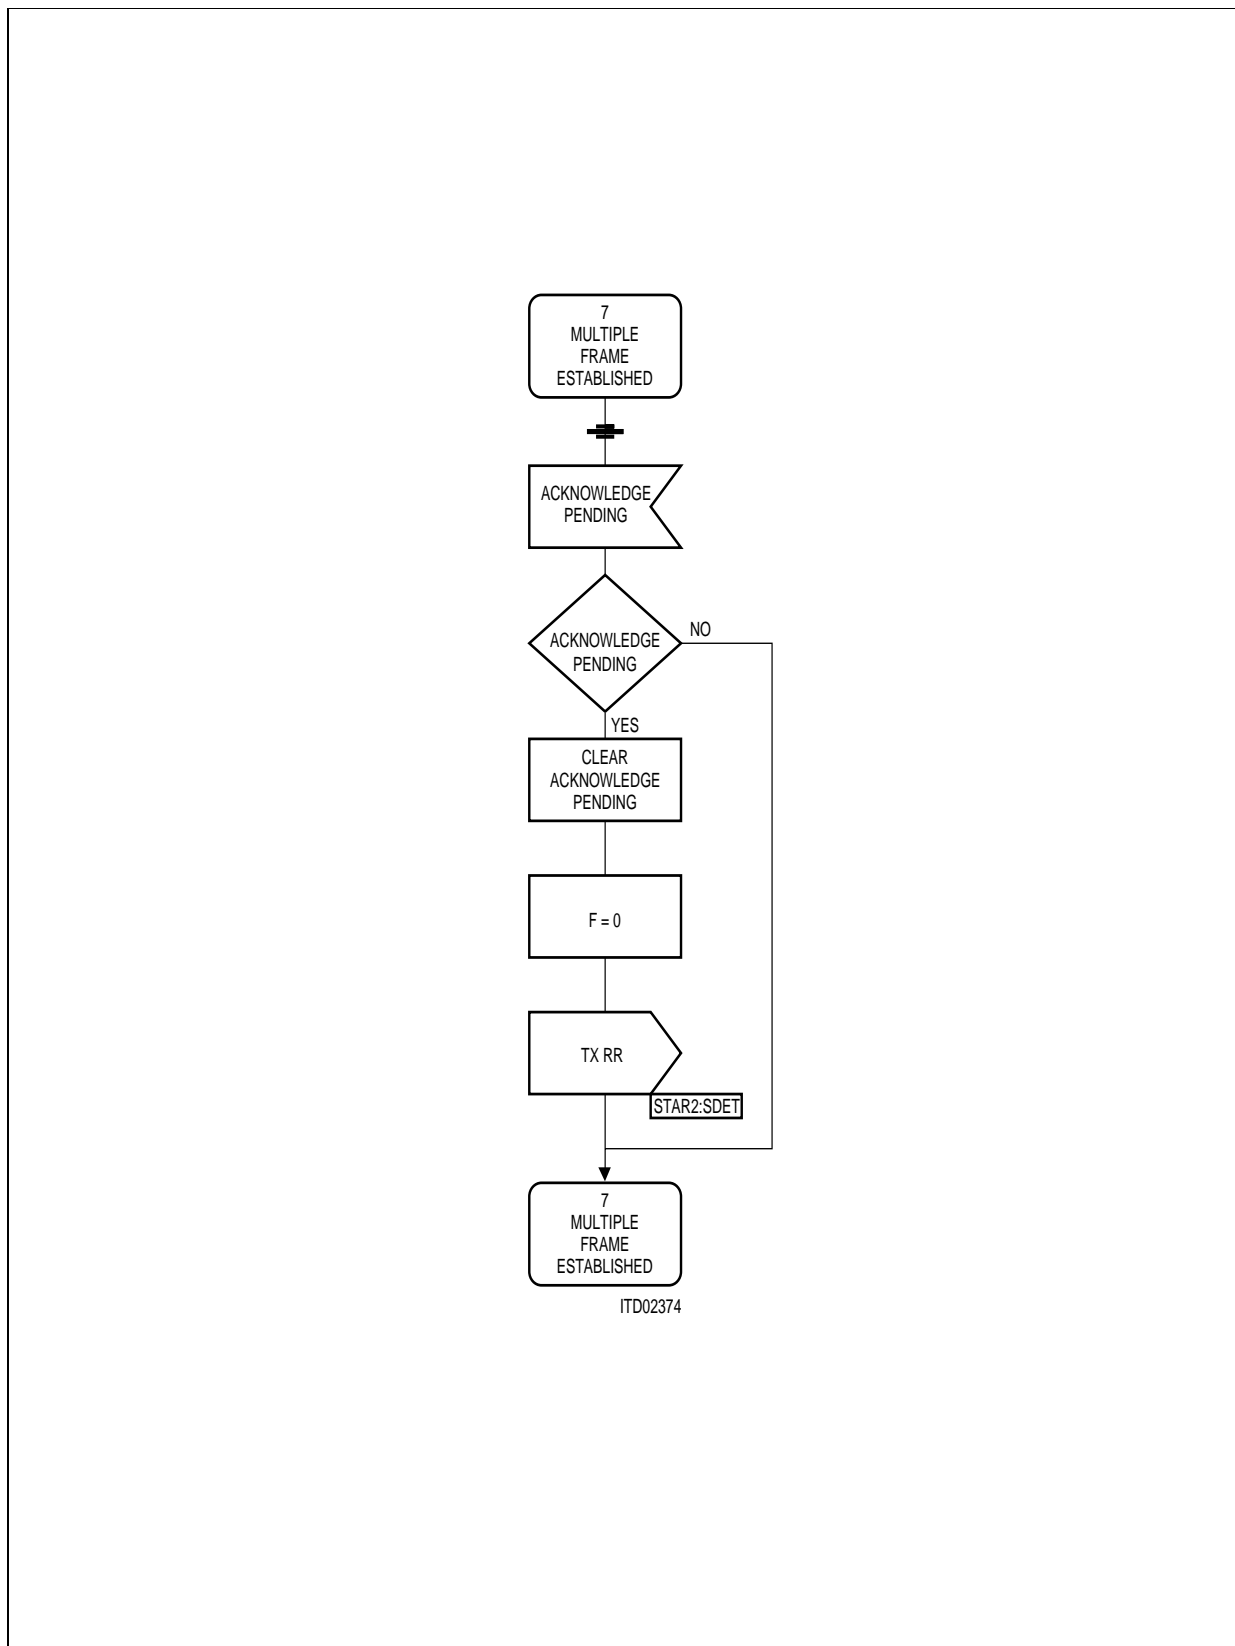 7
MULTIPLE
FRAME
ESTABLISHED
ACKNOWLEDGE
PENDING
ACKNOWLEDGE
PENDING
NO
YES
CLEAR
ACKNOWLEDGE
PENDING
F = 0
TX RR
STAR2:SDET
7
MULTIPLE
FRAME
ESTABLISHED
ITD02374